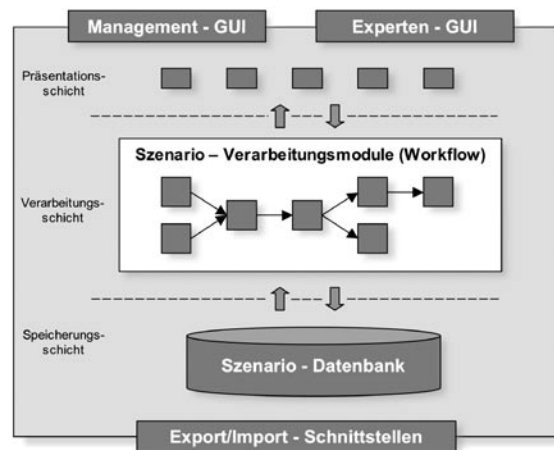 Management - GUI
Experten - GUI
Präsentations-
schicht
Szenario – Verarbeitungsmodule (Workflow)
Verarbeitungs-
schicht
Speicherungs-
schicht
Szenario - Datenbank
Export/Import - Schnittstellen